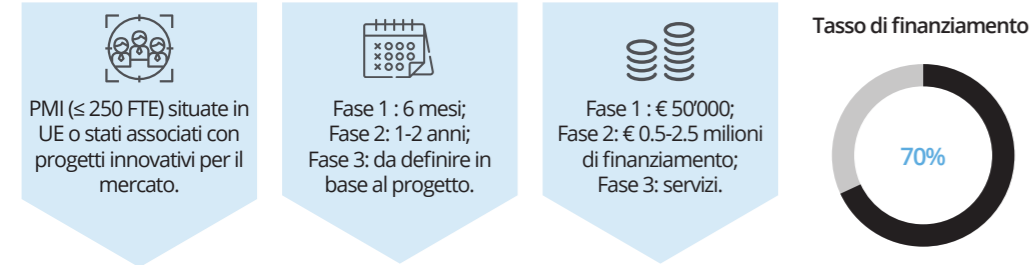 PMI (≤ 250 FTE) situate in
UE o stati associati con
progetti innovativi per il
mercato.
Fase 1 : 6 mesi;
Fase 2: 1-2 anni;
Fase 3: da definire in
base al progetto.
Fase 1 : € 50’000;
Fase 2: € 0.5-2.5 milioni
di finanziamento;
Fase 3: servizi.
Tasso di finanziamento
70%